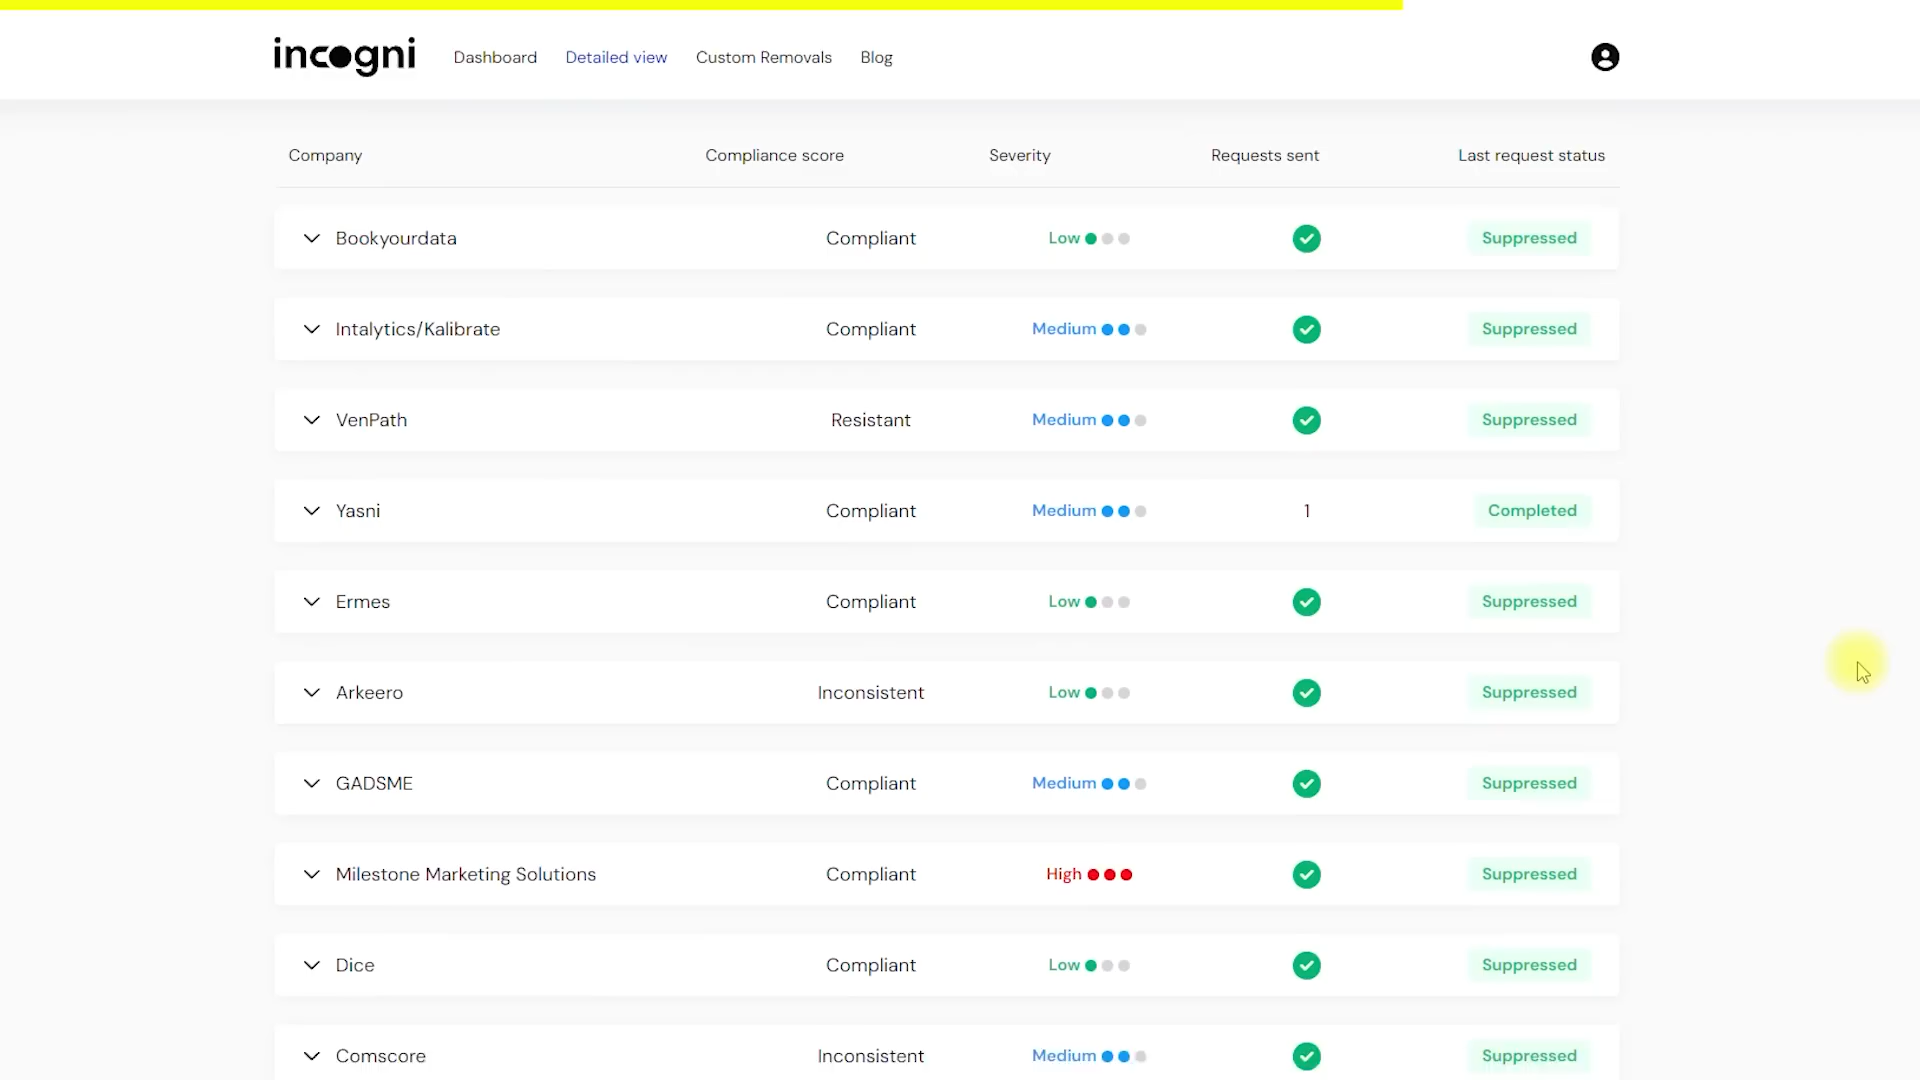 incogni Dashboard Detailed view Custom Removals Blog
Company Compliance score Severity Requests sent Last request status
Bookyourdata Compliant Low Suppressed
Intalytics/Kalibrate Compliant Medium Suppressed
VenPath Resistant Medium Suppressed
Yasni Compliant Medium 1 Completed
Ermes Compliant Low Suppressed
Arkeero Inconsistent Low Suppressed
GADSME Compliant Medium Suppressed
Milestone Marketing Solutions Compliant High Suppressed
Dice Compliant Low Suppressed
Comscore Inconsistent Medium Suppressed